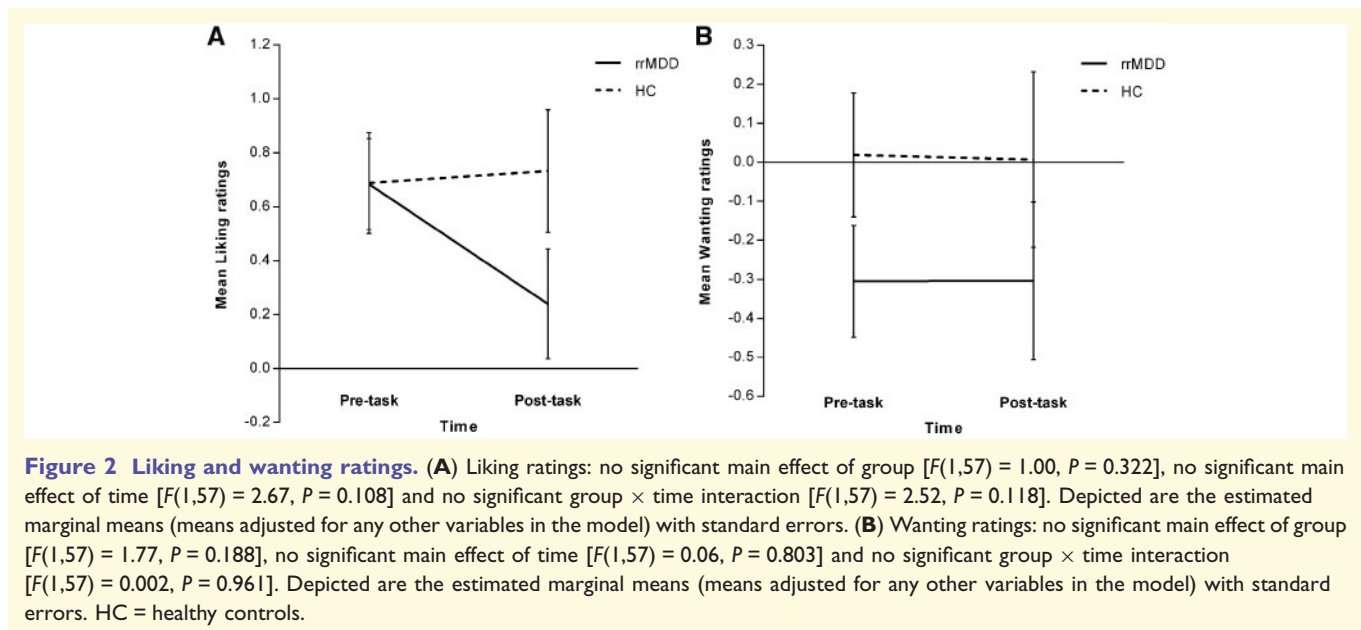 A
1.2
1.0
0.8
0.6
0.4
0.2
0.0
-0.2
Mean Liking ratings
rrMDD
HC
Pre-task
Post-task
Time
B
0.3
0.2
0.1
0.0
-0.1
-0.2
-0.3
-0.4
-0.5
-0.6
Mean Wanting ratings
rrMDD
HC
Pre-task
Post-task
Time
Figure 2 Liking and wanting ratings. (A) Liking ratings: no significant main effect of group [F(1,57) = 1.00, P = 0.322], no significant main
effect of time [F(1,57) = 2.67, P = 0.108] and no significant group × time interaction [F(1,57) = 2.52, P = 0.118]. Depicted are the estimated
marginal means (means adjusted for any other variables in the model) with standard errors. (B) Wanting ratings: no significant main effect of group
[F(1,57) = 1.77, P = 0.188], no significant main effect of time [F(1,57) = 0.06, P = 0.803] and no significant group × time interaction
[F(1,57) = 0.002, P = 0.961]. Depicted are the estimated marginal means (means adjusted for any other variables in the model) with standard
errors. HC = healthy controls.